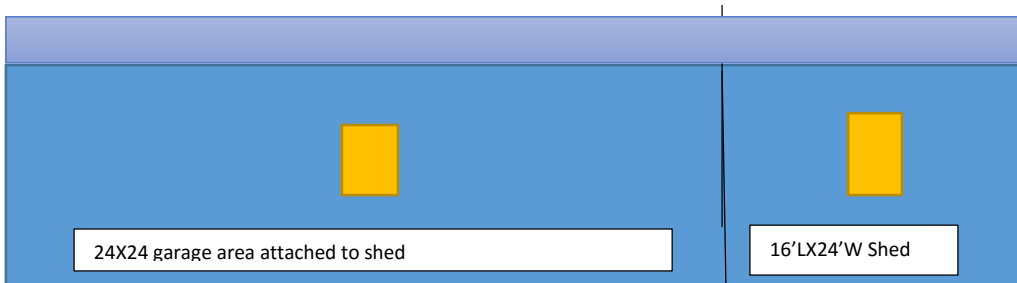 24X24 garage area attached to shed
16’LX24’W Shed